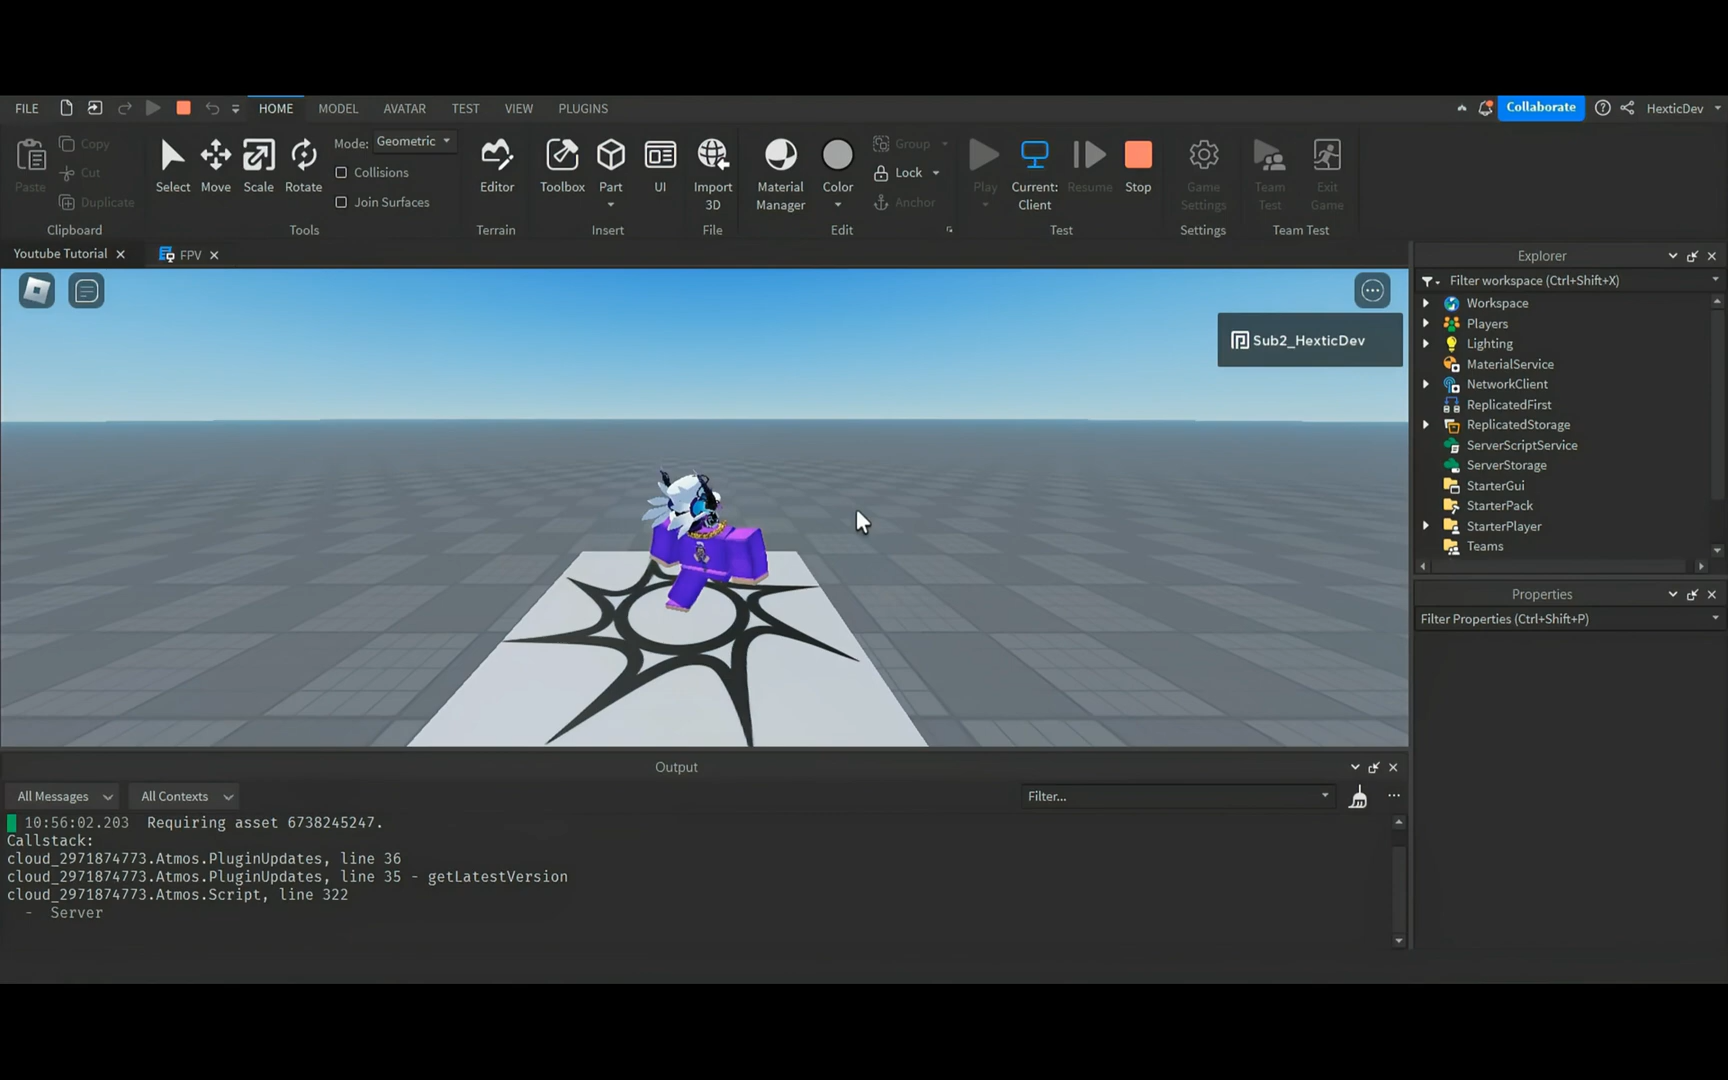 FILE HOME MODEL AVATAR TEST VIEW PLUGINS Collaborate HexticDev
Paste Copy Cut Duplicate
Clipboard
Select Move Scale Rotate
Mode: Geometric
Collisions
Join Surfaces
Tools
Editor
Terrain
Toolbox Part UI
Insert
Import 3D
File
Material Manager Color Group Lock Anchor
Edit
Play Current: Client Resume Stop
Test
Game Settings
Settings
Team Test Exit Game
Team Test
Youtube Tutorial FPV
Sub2_HexticDev
Explorer
Filter workspace (Ctrl+Shift+X)
Workspace
Players
Lighting
MaterialService
NetworkClient
ReplicatedFirst
ReplicatedStorage
ServerScriptService
ServerStorage
StarterGui
StarterPack
StarterPlayer
Teams
Properties
Filter Properties (Ctrl+Shift+P)
Output
All Messages All Contexts Filter...
10:56:02.203 Requiring asset 6738245247.
Callstack:
cloud_2971874773.Atmos.PluginUpdates, line 36
cloud_2971874773.Atmos.PluginUpdates, line 35 - getLatestVersion
cloud_2971874773.Atmos.Script, line 322
- Server